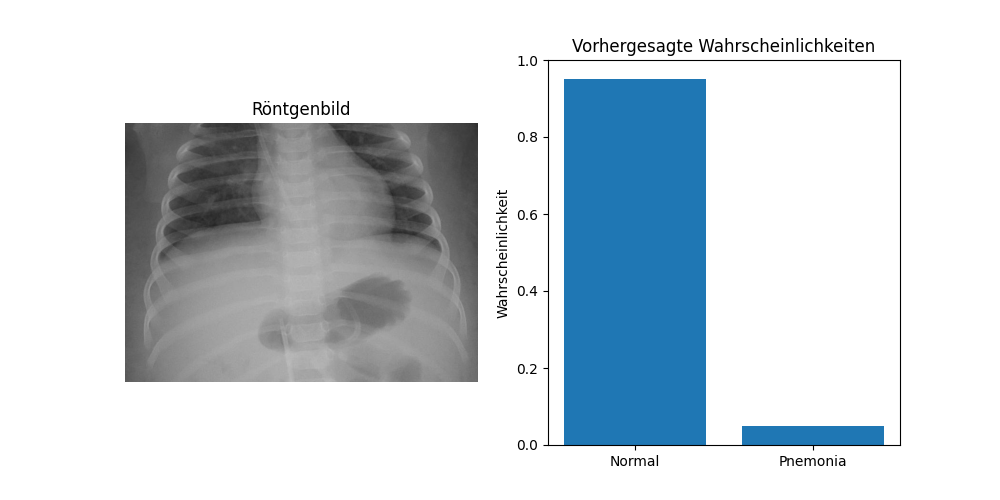 Röntgenbild
Vorhergesagte Wahrscheinlichkeiten
Wahrscheinlichkeit
1.0
0.8
0.6
0.4
0.2
0.0
Normal
Pnemonia